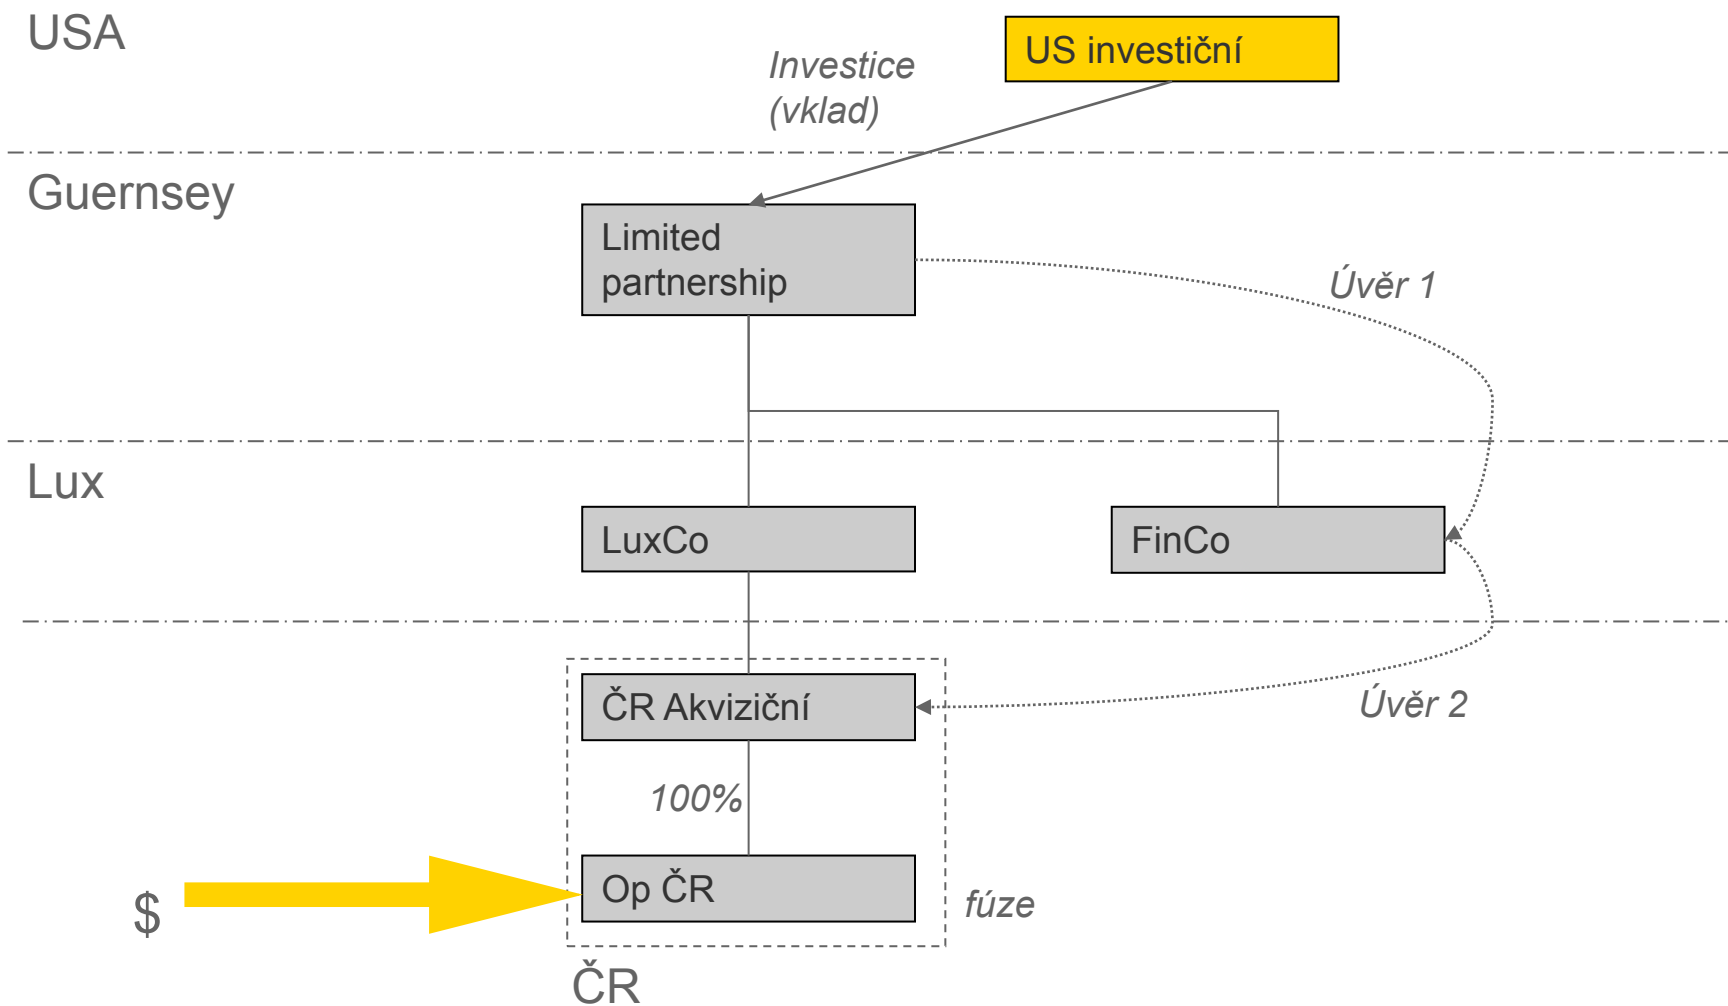 USA
US investiční
Investice
(vklad)
Guernsey
Limited
partnership
Úvěr 1
Lux
LuxCo
FinCo
ČR Akviziční
Úvěr 2
100%
Op ČR
$
fúze
ČR